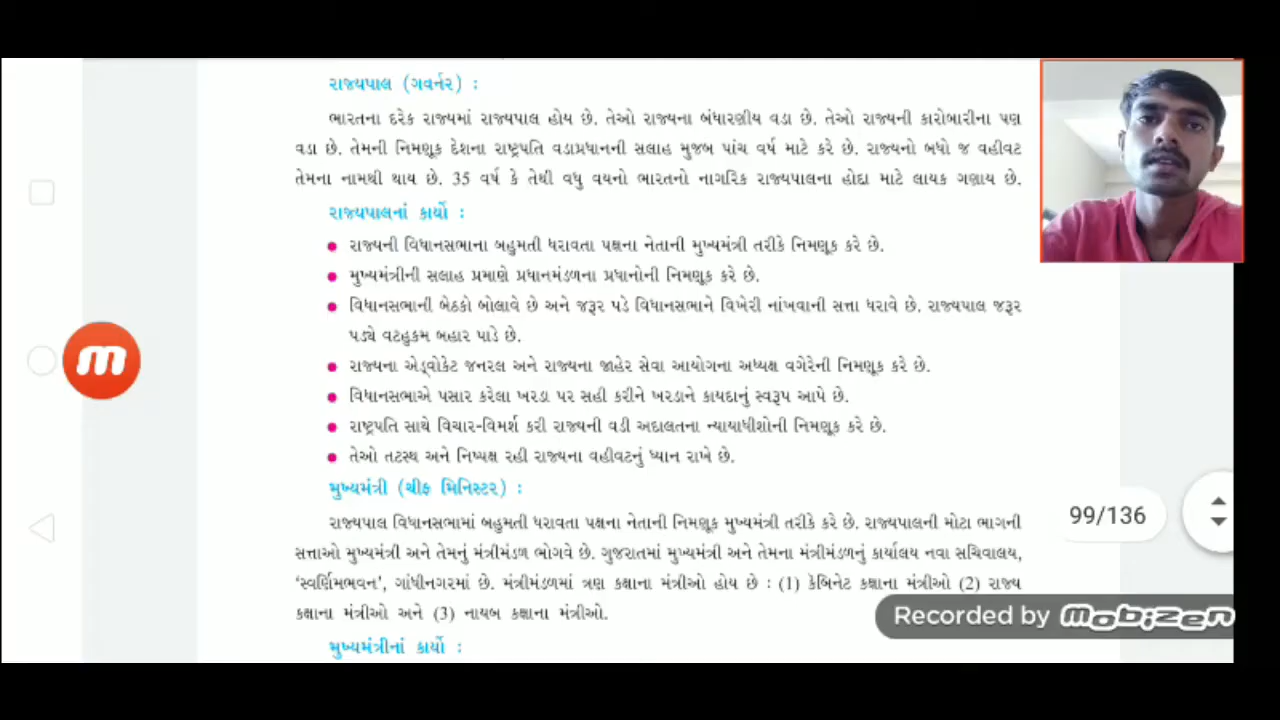 રાજ્યપાલ (ગવર્નર) :
ભારતના દરેક રાજ્યમાં રાજ્યપાલ હોય છે. તેઓ રાજ્યના બંધારણીય વડા છે. તેઓ રાજ્યની કારોબારીના પણ
વડા છે. તેમની નિમણૂક દેશના રાષ્ટ્રપતિ વડાપ્રધાનની સલાહ મુજબ પાંચ વર્ષ માટે કરે છે. રાજ્યનો બધો જ વહીવટ
તેમના નામથી થાય છે. 35 વર્ષ કે તેથી વધુ વયનો ભારતનો નાગરિક રાજ્યપાલના હોદ્દા માટે લાયક ગણાય છે.
રાજ્યપાલનાં કાર્યો :
● રાજ્યની વિધાનસભાના બહુમતી ધરાવતા પક્ષના નેતાની મુખ્યમંત્રી તરીકે નિમણૂક કરે છે.
● મુખ્યમંત્રીની સલાહ પ્રમાણે પ્રધાનમંડળના પ્રધાનોની નિમણૂક કરે છે.
● વિધાનસભાની બેઠકો બોલાવે છે અને જરૂર પડે વિધાનસભાને વિખેરી નાંખવાની સત્તા ધરાવે છે. રાજ્યપાલ જરૂર
પડ્યે વટહુકમ બહાર પાડે છે.
● રાજ્યના એડ્વોકેટ જનરલ અને રાજ્યના જાહેર સેવા આયોગના અધ્યક્ષ વગેરેની નિમણૂક કરે છે.
● વિધાનસભાએ પસાર કરેલા ખરડા પર સહી કરીને ખરડાને કાયદાનું સ્વરૂપ આપે છે.
● રાષ્ટ્રપતિ સાથે વિચાર-વિમર્શ કરી રાજ્યની વડી અદાલતના ન્યાયાધીશોની નિમણૂક કરે છે.
● તેઓ તટસ્થ અને નિષ્પક્ષ રહી રાજ્યના વહીવટનું ધ્યાન રાખે છે.
મુખ્યમંત્રી (ચીફ મિનિસ્ટર) :
રાજ્યપાલ વિધાનસભામાં બહુમતી ધરાવતા પક્ષના નેતાની નિમણૂક મુખ્યમંત્રી તરીકે કરે છે. રાજ્યપાલની મોટા ભાગની
સત્તાઓ મુખ્યમંત્રી અને તેમનું મંત્રીમંડળ ભોગવે છે. ગુજરાતમાં મુખ્યમંત્રી અને તેમના મંત્રીમંડળનું કાર્યાલય નવા સચિવાલય,
'સ્વર્ણિમભવન', ગાંધીનગરમાં છે. મંત્રીમંડળમાં ત્રણ કક્ષાના મંત્રીઓ હોય છે : (1) કેબિનેટ કક્ષાના મંત્રીઓ (2) રાજ્ય
કક્ષાના મંત્રીઓ અને (3) નાયબ કક્ષાના મંત્રીઓ.
મુખ્યમંત્રીનાં કાર્યો :
99/136
Recorded by mobizen